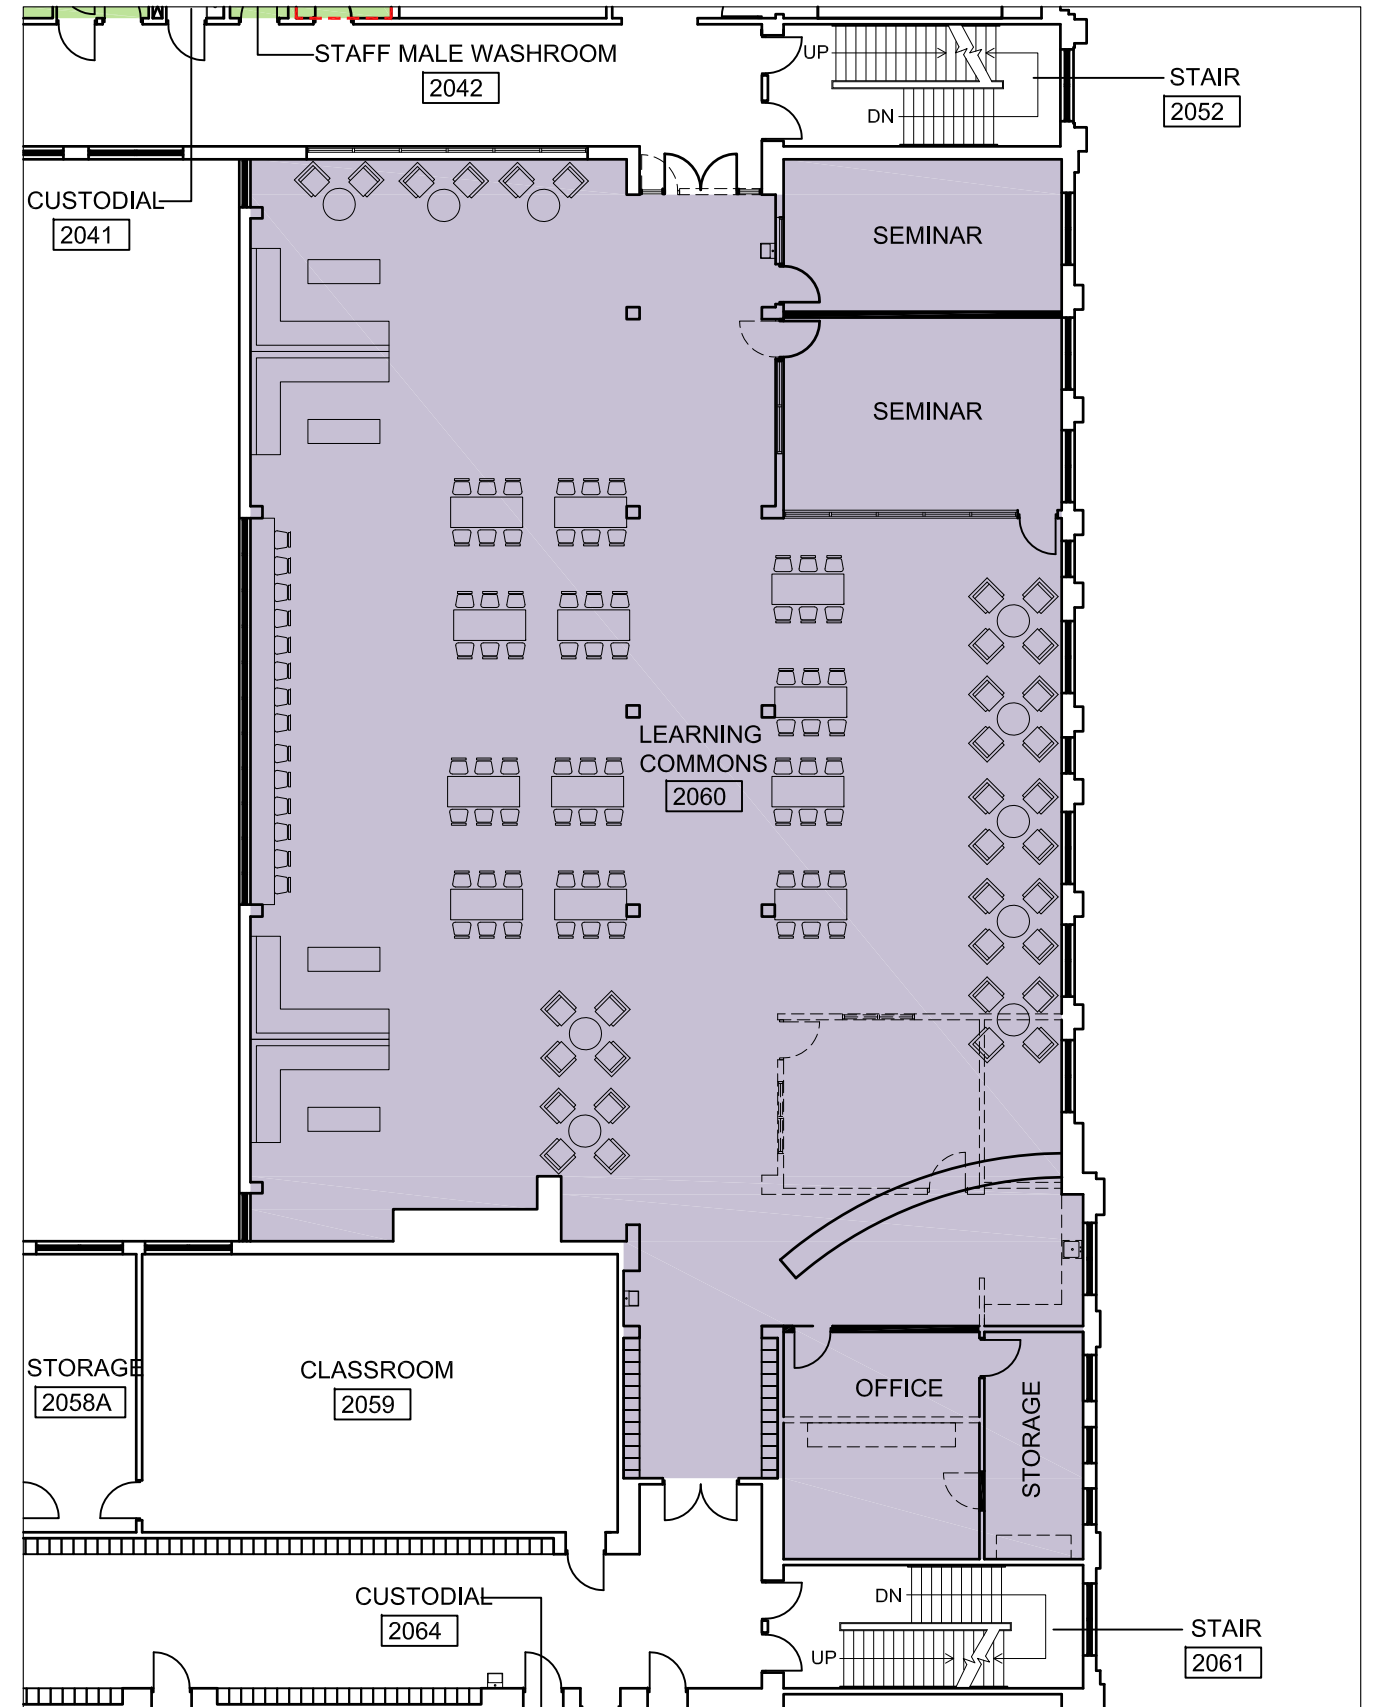 STAFF MALE WASHROOM
2042
UP
DN
STAIR
2052
CUSTODIAL
2041
SEMINAR
SEMINAR
LEARNING
COMMONS
2060
STORAGE
2058A
CLASSROOM
2059
OFFICE
STORAGE
CUSTODIAL
2064
DN
UP
STAIR
2061